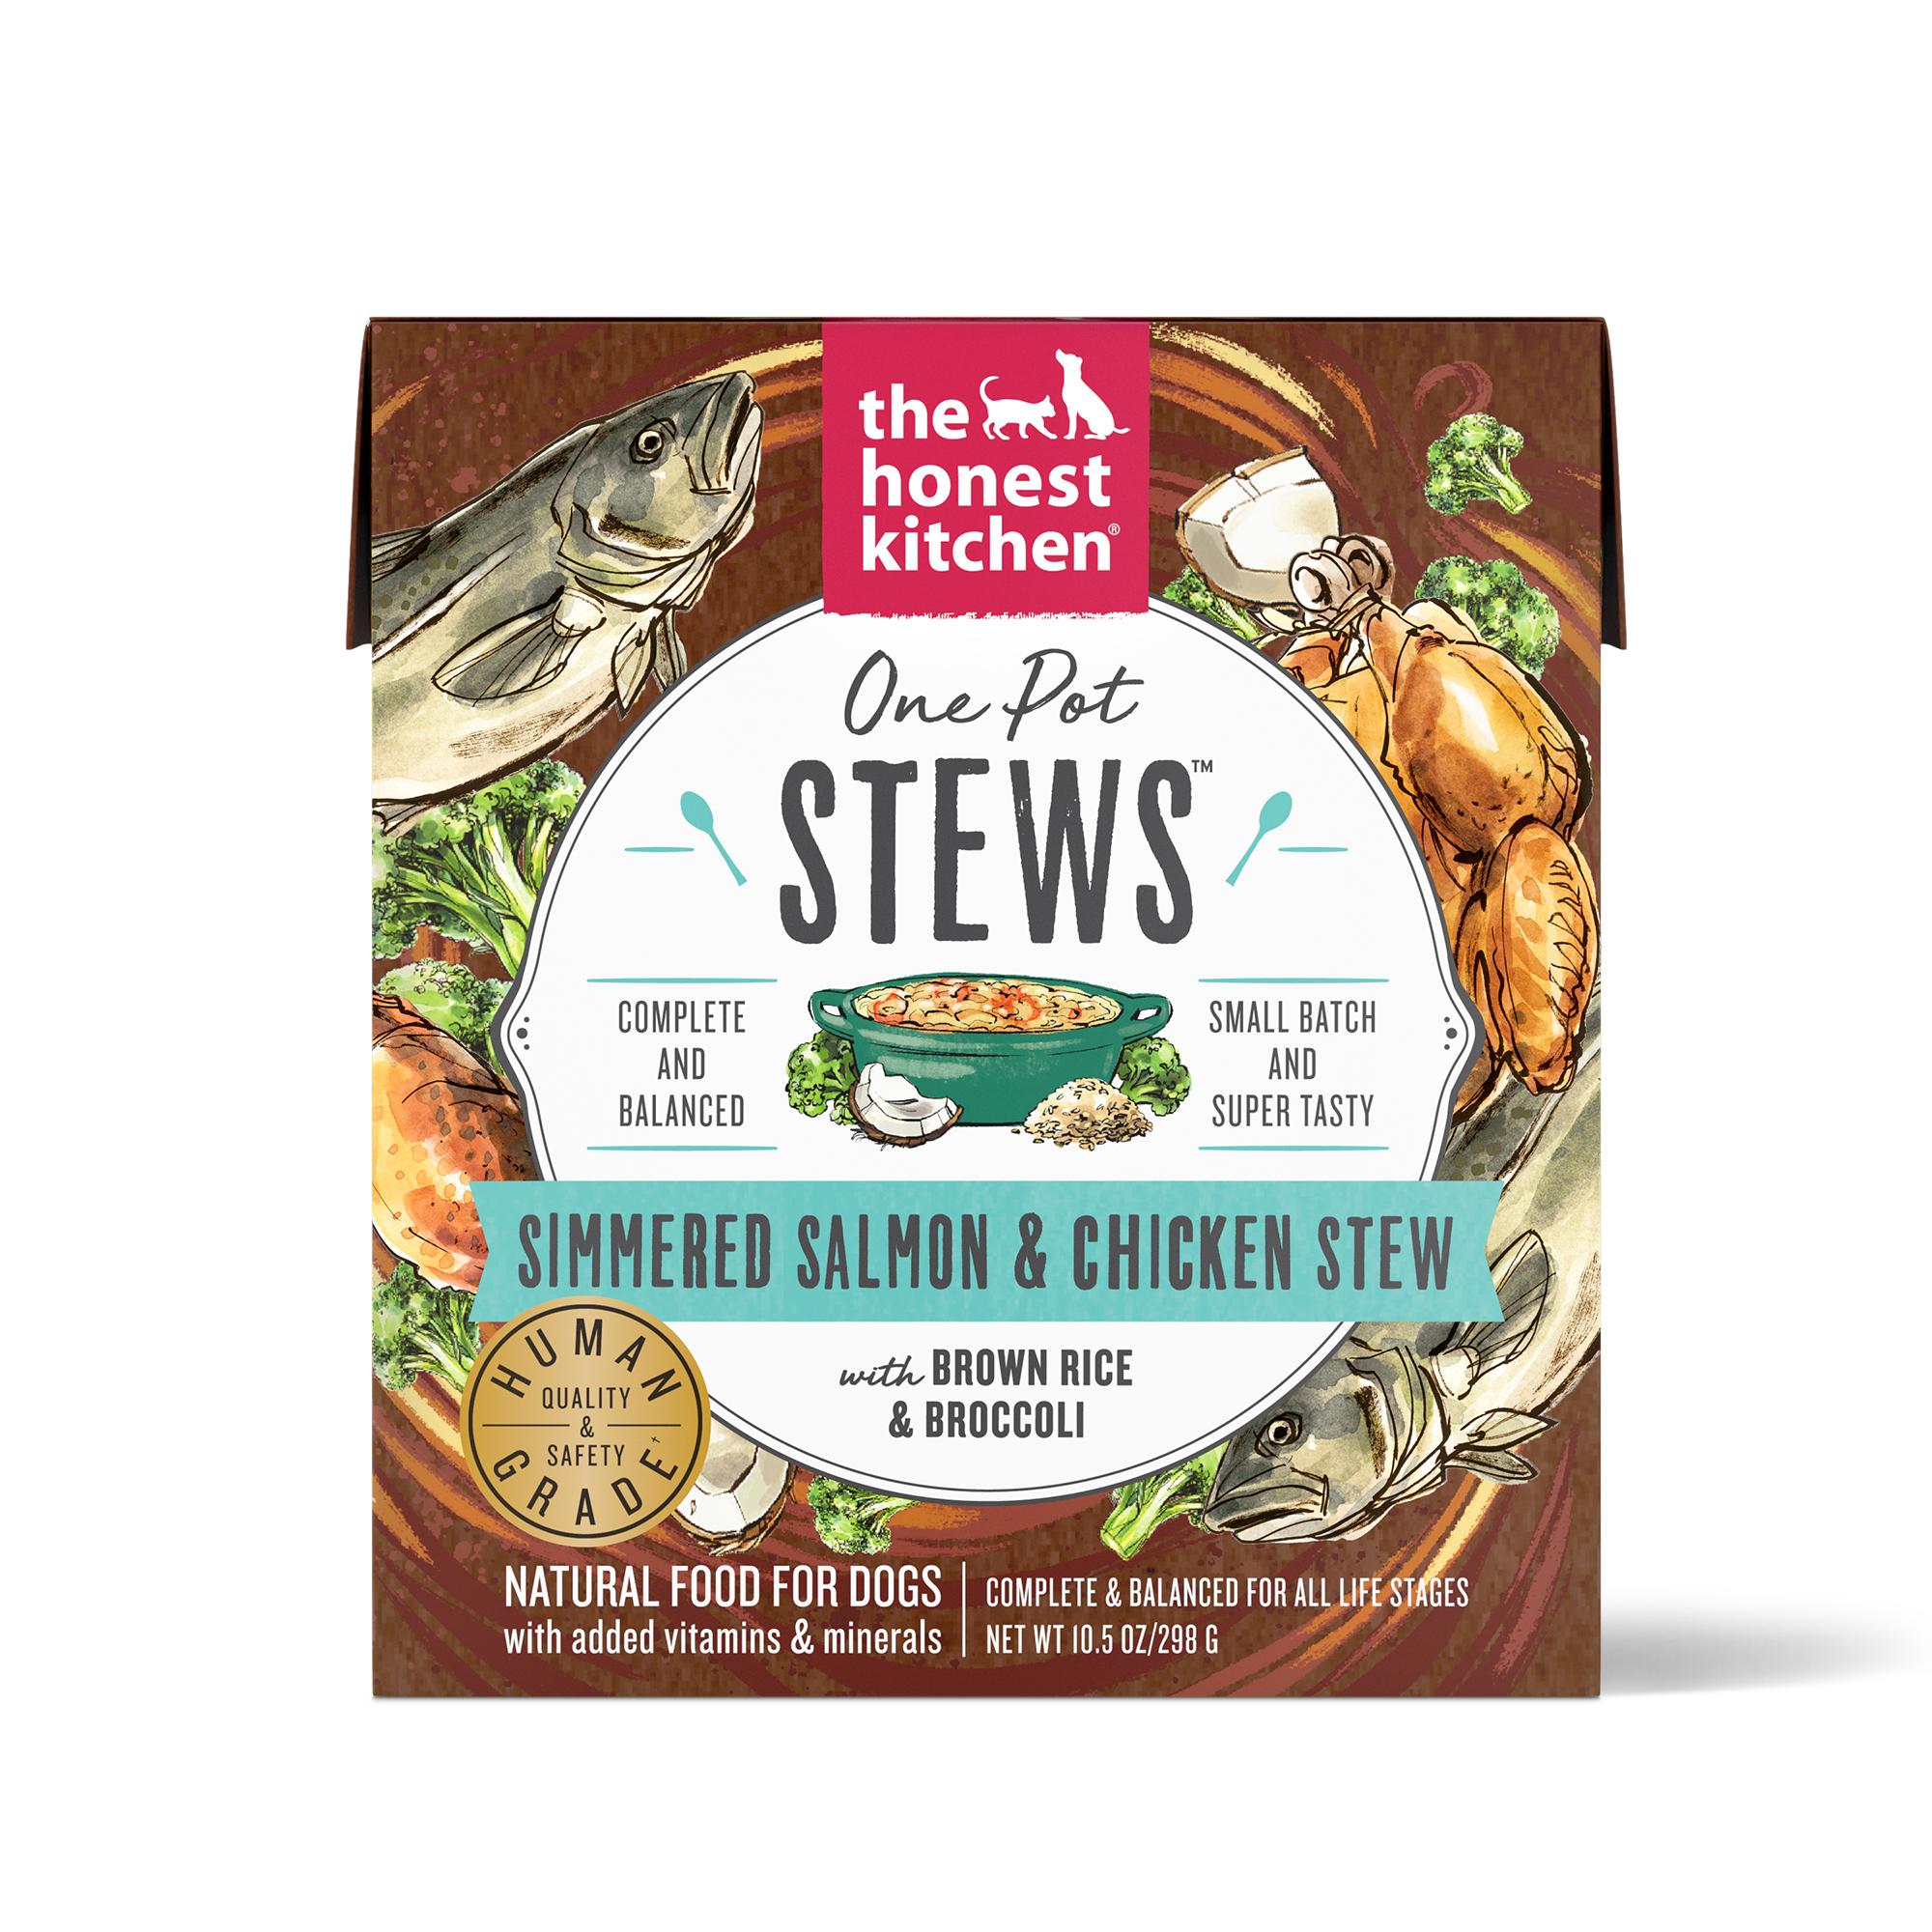 the
honest
kitchen®
One Pot
STEWS™
COMPLETE
AND
BALANCED
SMALL BATCH
AND
SUPER TASTY
SIMMERED SALMON & CHICKEN STEW
with BROWN RICE
& BROCCOLI
HUMAN
QUALITY
&
SAFETY
GRADE+
NATURAL FOOD FOR DOGS
with added vitamins & minerals
COMPLETE & BALANCED FOR ALL LIFE STAGES
NET WT 10.5 OZ/298 G